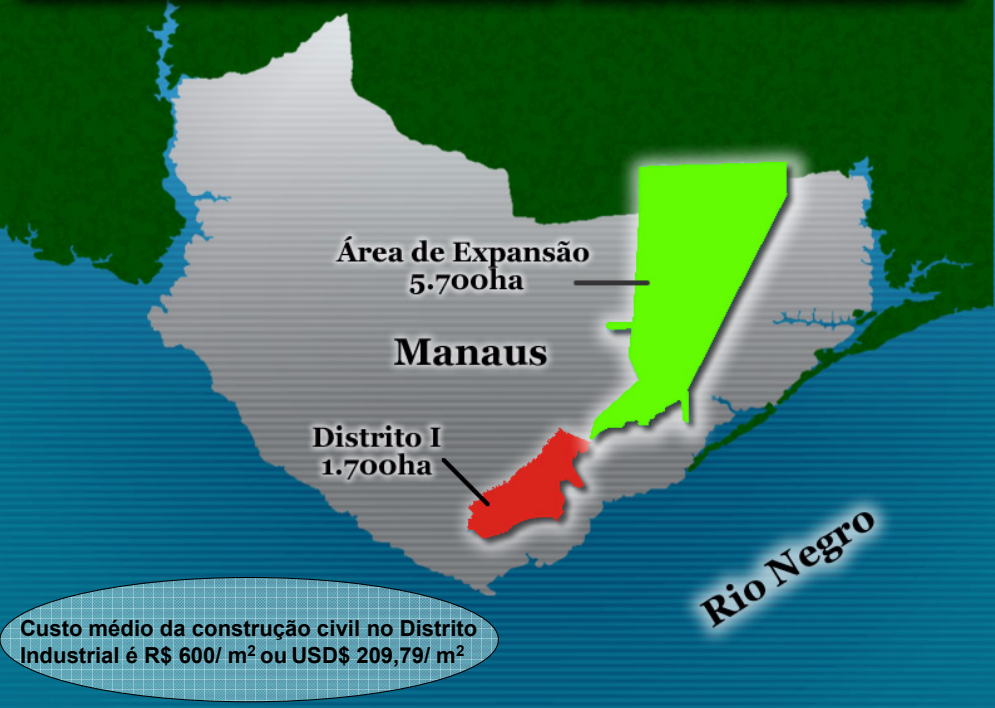 Área de Expansão
5.700ha
Manaus
Distrito I
1.700ha
Rio Negro
Custo médio da construção civil no Distrito
Industrial é R$ 600/ m² ou USD$ 209,79/ m²